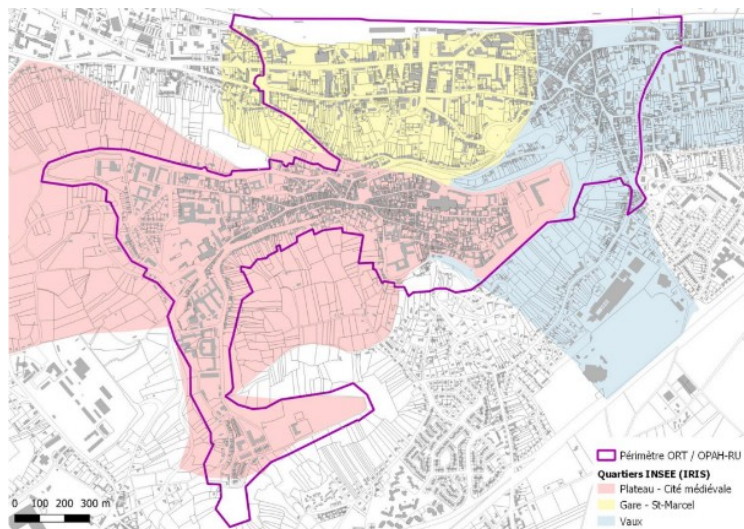 Périmètre ORT / OPAH-RU
Quartiers INSEE (IRIS)
Plateau - Cité médiévale
Gare - St-Marcel
Vaux
0 100 200 300 m